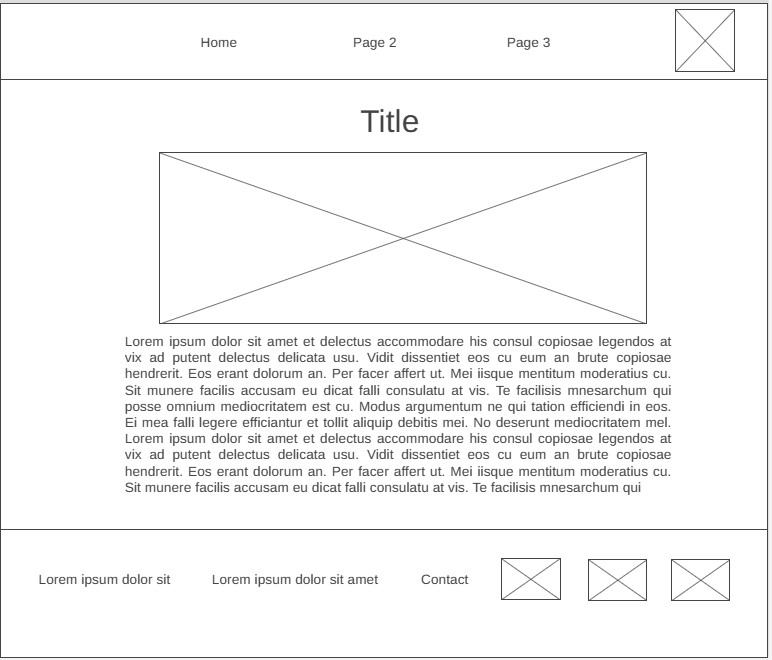 Home Page 2 Page 3
Title
Lorem ipsum dolor sit amet et delectus accommodare his consul copiosae legendos at
vix ad putent delectus delicata usu. Vidit dissentiet eos cu eum an brute copiosae
hendrerit. Eos erant dolorum an. Per facer affert ut. Mei iisque mentitum moderatius cu.
Sit munere facilis accusam eu dicat falli consulatu at vis. Te facilisis mnesarchum qui
posse omnium mediocritatem est cu. Modus argumentum ne qui tation efficiendi in eos.
Ei mea falli legere efficiantur et tollit aliquip debitis mei. No deserunt mediocritatem mel.
Lorem ipsum dolor sit amet et delectus accommodare his consul copiosae legendos at
vix ad putent delectus delicata usu. Vidit dissentiet eos cu eum an brute copiosae
hendrerit. Eos erant dolorum an. Per facer affert ut. Mei iisque mentitum moderatius cu.
Sit munere facilis accusam eu dicat falli consulatu at vis. Te facilisis mnesarchum qui
Lorem ipsum dolor sit Lorem ipsum dolor sit amet Contact